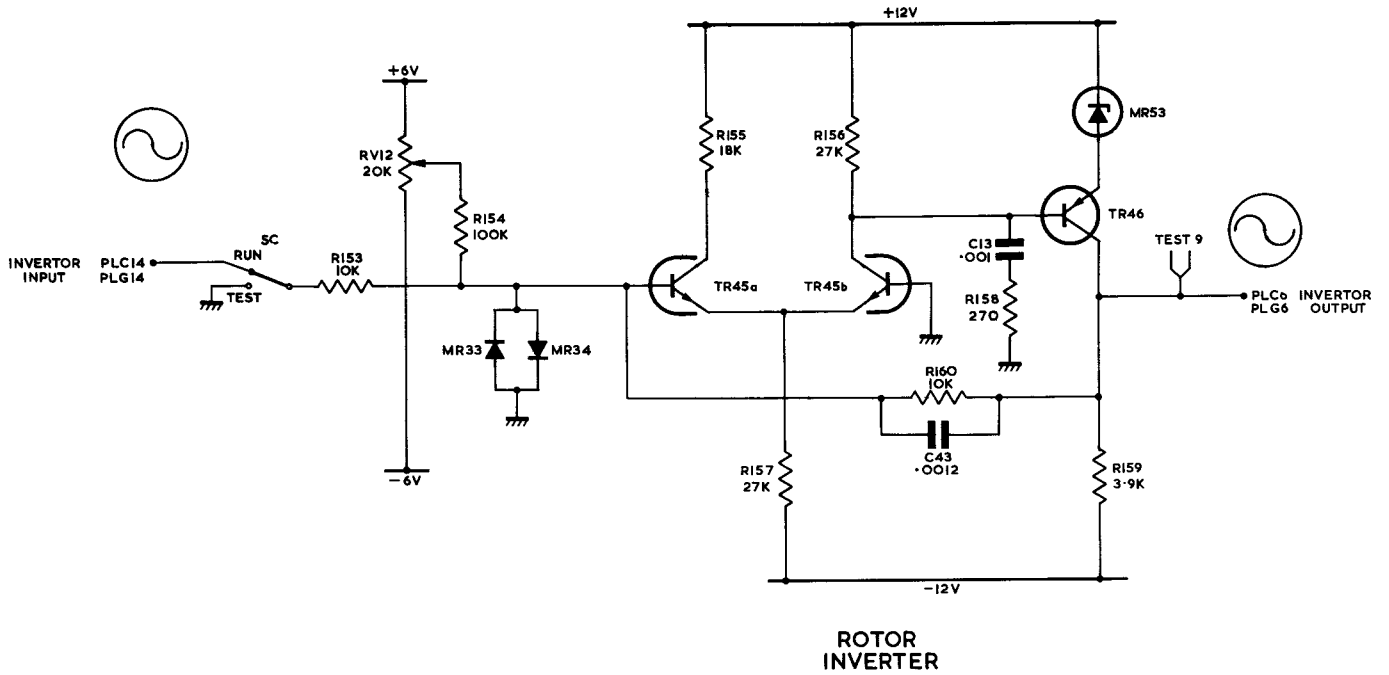 +12V
+6V
R155
18K
R156
27K
MR53
RV12
20K
R154
100K
TR46
TEST 9
SC
RUN
INVERTOR
INPUT
PLC14
PLG14
R153
10K
TEST
TR45a
TR45b
C13
·001
R158
270
PLC6 INVERTOR
PLG6 OUTPUT
MR33
MR34
R160
10K
C43
·0012
-6V
R157
27K
R159
3·9K
-12V
ROTOR
INVERTER